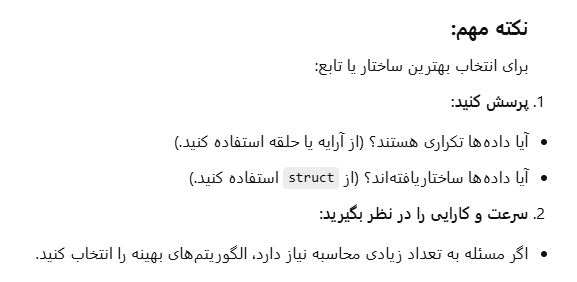 نکته مهم:
برای انتخاب بهترین ساختار یا تابع:
1. پرسش کنید:
• آیا داده‌ها تکراری هستند؟ (از آرایه یا حلقه استفاده کنید.)
• آیا داده‌ها ساختاریافته‌اند؟ (از struct استفاده کنید.)
2. سرعت و کارایی را در نظر بگیرید:
• اگر مسئله به تعداد زیادی محاسبه نیاز دارد، الگوریتم‌های بهینه را انتخاب کنید.